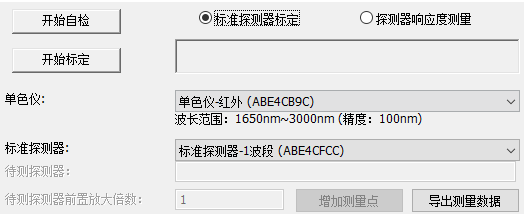 开始自检 标准探测器标定 探测器响应度测量
开始标定
单色仪: 单色仪-红外 (ABE4CB9C)
波长范围：1650nm~3000nm (精度：100nm)
标准探测器: 标准探测器-1波段 (ABE4CFCC)
待测探测器:
待测探测器前置放大倍数: 1 增加测量点 导出测量数据